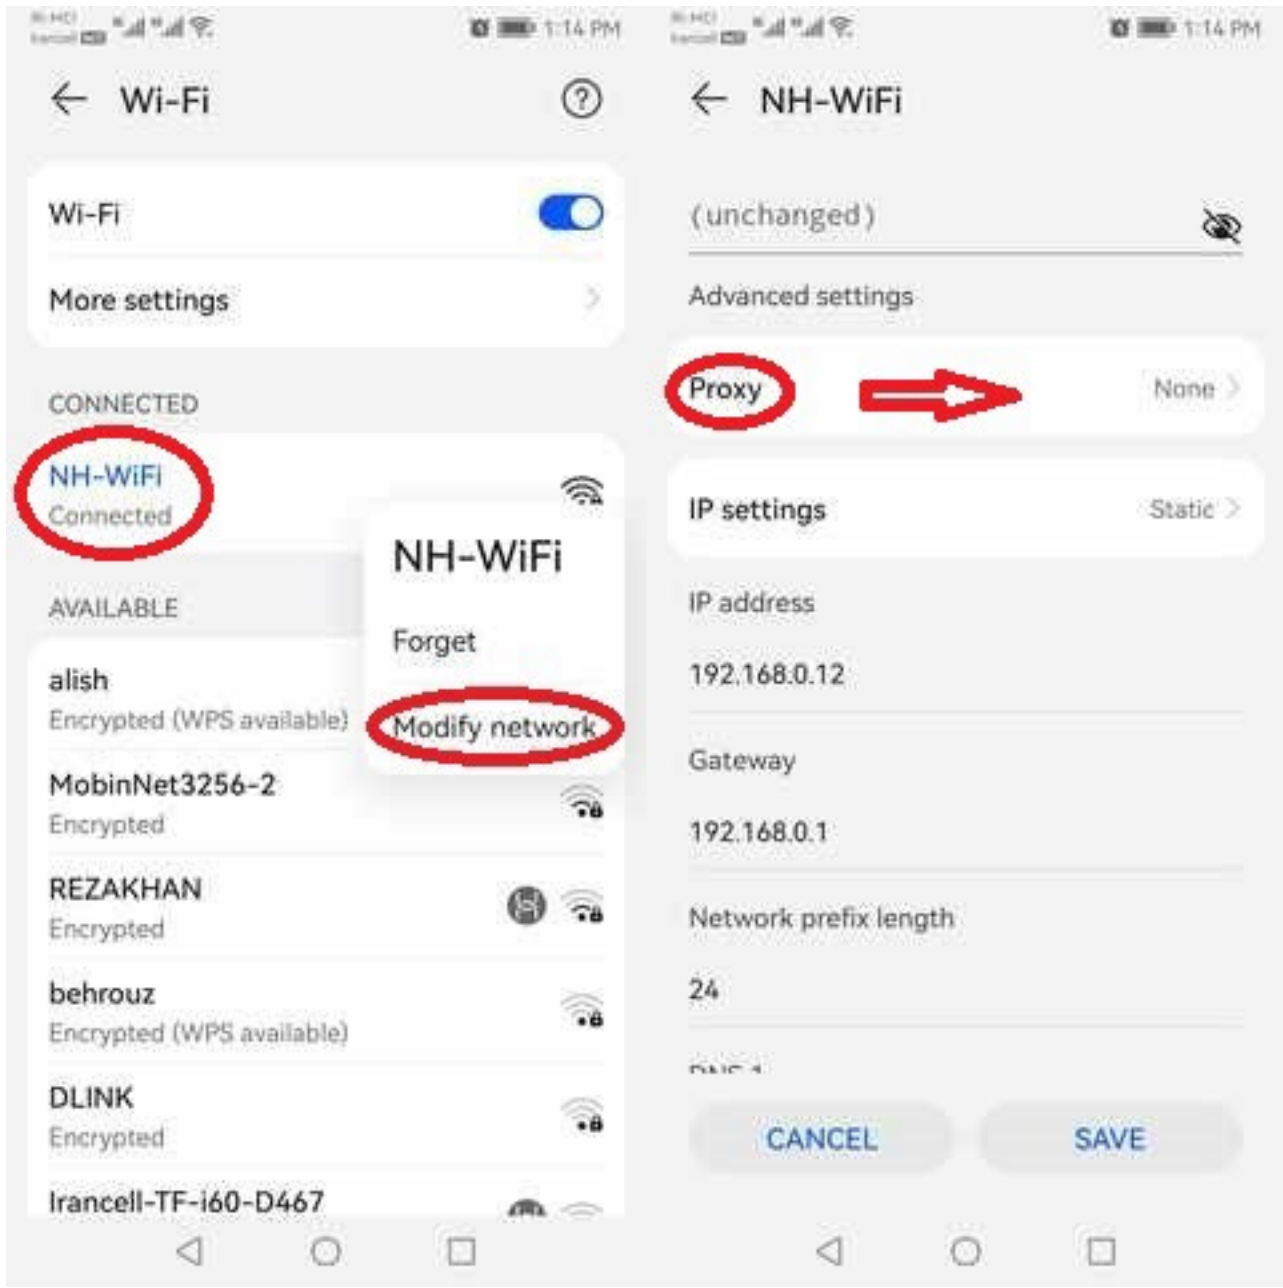 1:14 PM
Wi-Fi
Wi-Fi
More settings
CONNECTED
NH-WiFi
Connected
NH-WiFi
Forget
Modify network
AVAILABLE
alish
Encrypted (WPS available)
MobinNet3256-2
Encrypted
REZAKHAN
Encrypted
behrouz
Encrypted (WPS available)
DLINK
Encrypted
Irancell-TF-i60-D467
1:14 PM
NH-WiFi
(unchanged)
Advanced settings
Proxy
None
IP settings
Static
IP address
192.168.0.12
Gateway
192.168.0.1
Network prefix length
24
DNS 1
CANCEL
SAVE